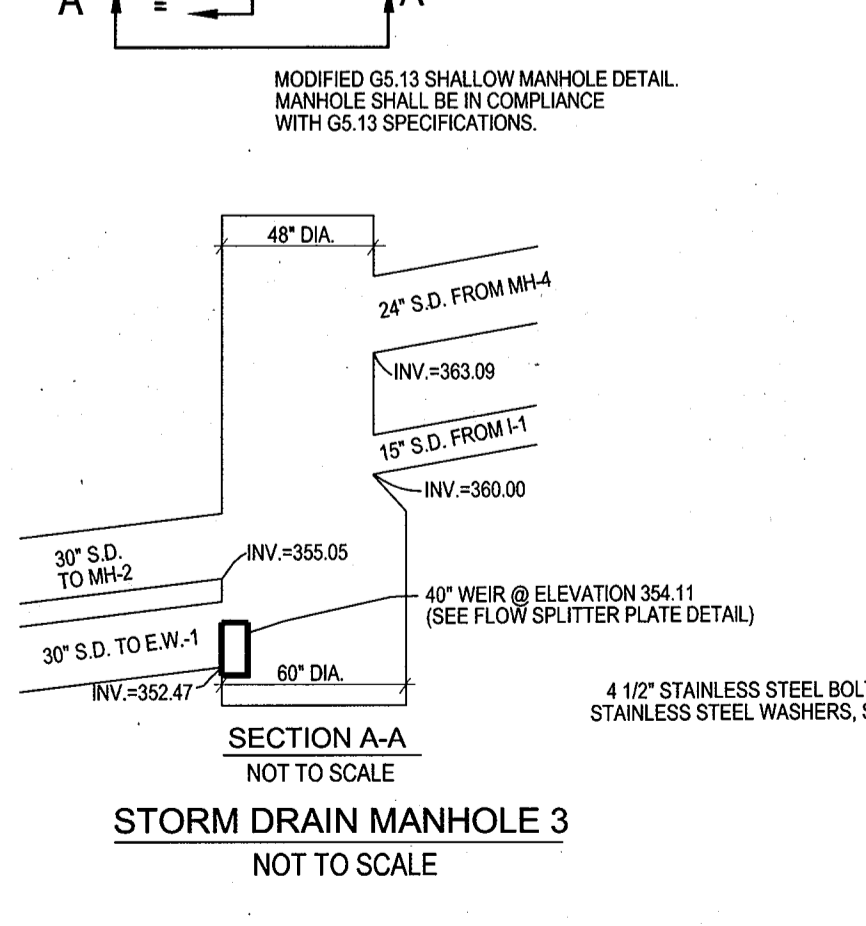 A A
MODIFIED G5.13 SHALLOW MANHOLE DETAIL.
MANHOLE SHALL BE IN COMPLIANCE
WITH G5.13 SPECIFICATIONS.
48" DIA.
24" S.D. FROM MH-4
INV.=363.09
15" S.D. FROM I-1
INV.=360.00
30" S.D.
TO MH-2
INV.=355.05
40" WEIR @ ELEVATION 354.11
(SEE FLOW SPLITTER PLATE DETAIL)
30" S.D. TO E.W.-1
INV.=352.47
60" DIA.
4 1/2" STAINLESS STEEL BOL
STAINLESS STEEL WASHERS, S
SECTION A-A
NOT TO SCALE
STORM DRAIN MANHOLE 3
NOT TO SCALE